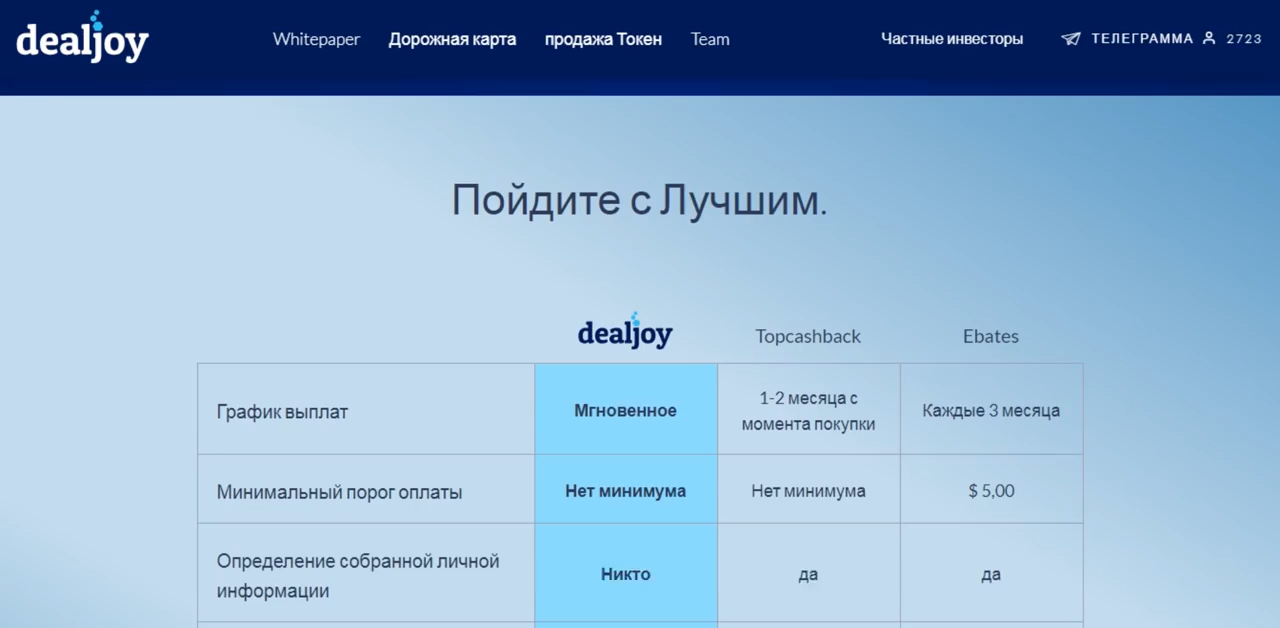 dealjoy
Whitepaper Дорожная карта продажа Токен Team Частные инвесторы ТЕЛЕГРАММА 2723
Пойдите с Лучшим.
dealjoy Topcashback Ebates
График выплат Мгновенное 1-2 месяца с
момента покупки Каждые 3 месяца
Минимальный порог оплаты Нет минимума Нет минимума $ 5,00
Определение собранной личной
информации Никто да да